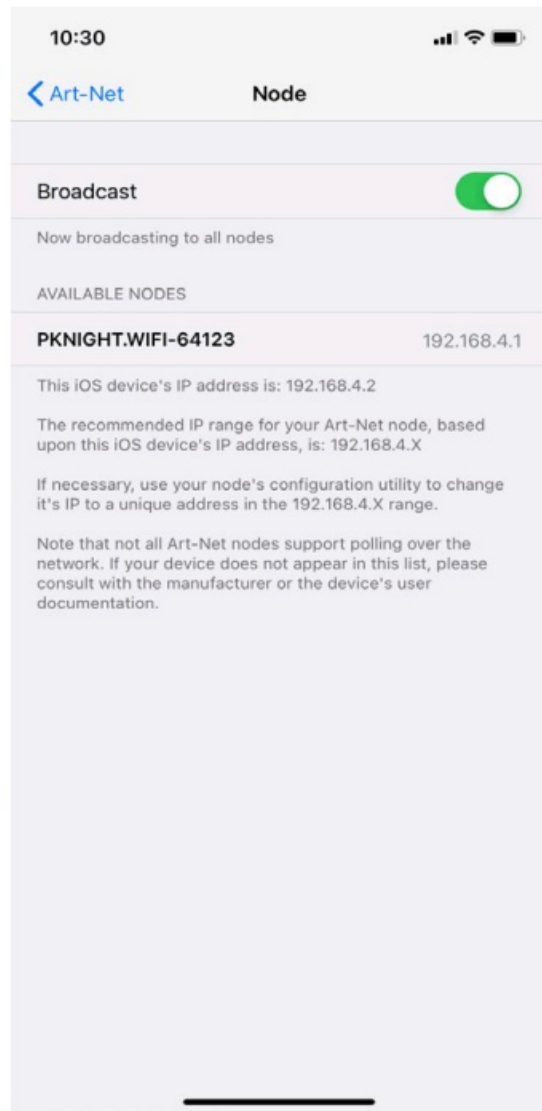 10:30
Art-Net
Node
Broadcast
Now broadcasting to all nodes
AVAILABLE NODES
PKNIGHT.WIFI-64123 192.168.4.1
This iOS device's IP address is: 192.168.4.2
The recommended IP range for your Art-Net node, based
upon this iOS device's IP address, is: 192.168.4.X
If necessary, use your node's configuration utility to change
it's IP to a unique address in the 192.168.4.X range.
Note that not all Art-Net nodes support polling over the
network. If your device does not appear in this list, please
consult with the manufacturer or the device's user
documentation.